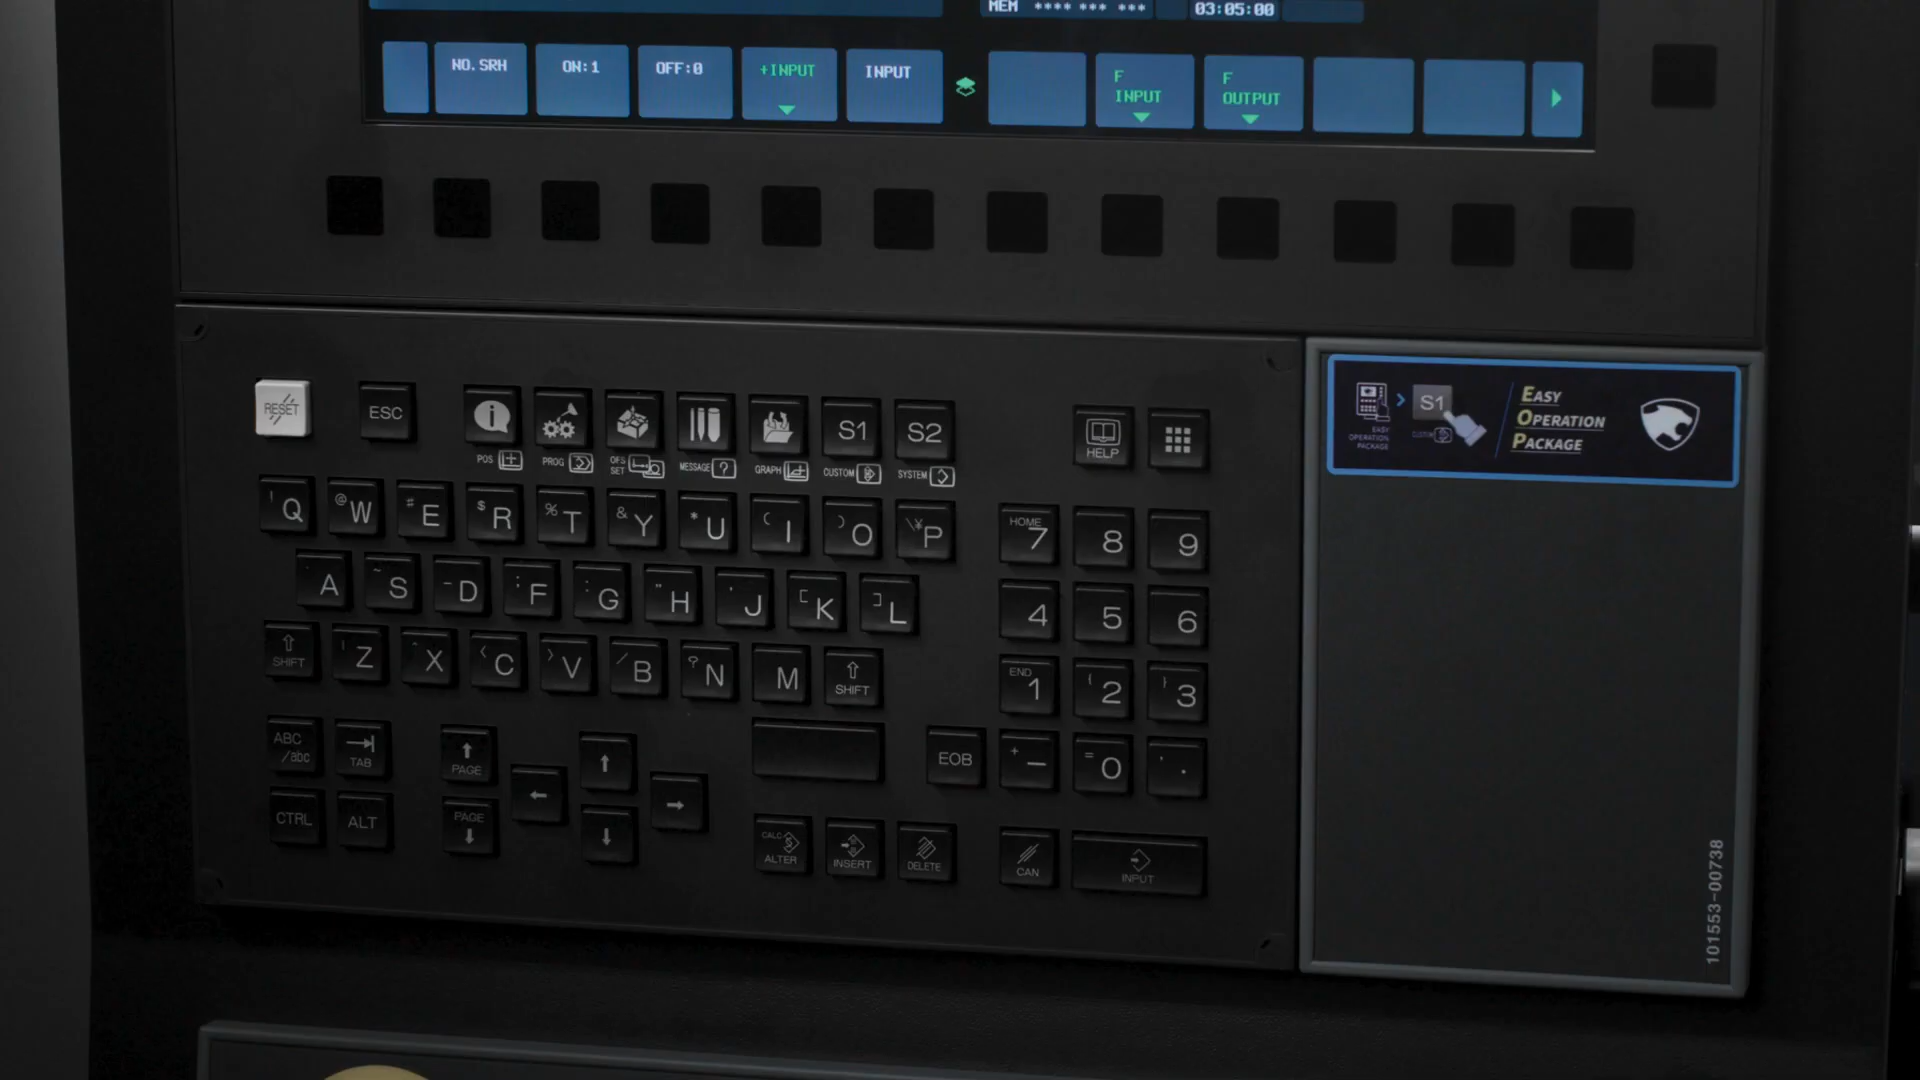 MEM **** *** *** 03:05:00
NO.SRH ON:1 OFF:0 +INPUT INPUT F INPUT F OUTPUT
RESET ESC i S1 S2 HELP
POS PROG OFS SET MESSAGE ? GRAPH CUSTOM SYSTEM
! Q @ W # E $ R % T & Y * U ( I ) O \¥ P HOME 7 8 9
A ~ S - D ; F : G " H ' J [ K ] L 4 5 6
SHIFT Z X < C > V / B ? N M SHIFT END 1 { 2 } 3
ABC /abc TAB PAGE EOB + - = 0 .
CTRL ALT PAGE CALC ALTER INSERT DELETE CAN INPUT
EASY OPERATION PACKAGE > S1 CUSTOM
EASY
OPERATION
PACKAGE
101553-00738